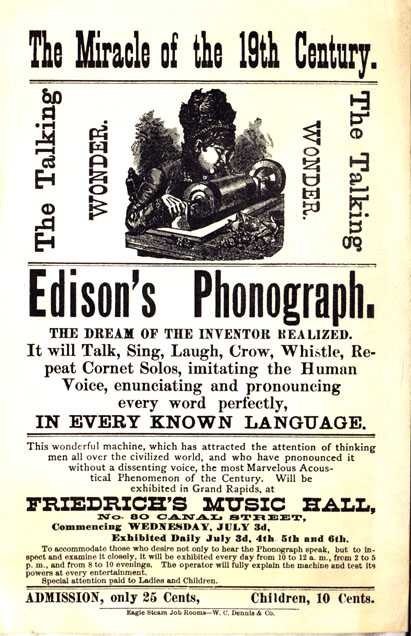 The Miracle of the 19th Century.
The Talking
WONDER.
WONDER.
The Talking
Edison's Phonograph.
THE DREAM OF THE INVENTOR REALIZED.
It will Talk, Sing, Laugh, Crow, Whistle, Re-
peat Cornet Solos, imitating the Human
Voice, enunciating and pronouncing
every word perfectly,
IN EVERY KNOWN LANGUAGE.
This wonderful machine, which has attracted the attention of thinking
men all over the civilized world, and who have pnonounced it
without a dissenting voice, the most Marvelous Acous-
tical Phenomenon of the Century. Will be
exhibited in Grand Rapids, at
FRIEDRICH'S MUSIC HALL,
No. 80 CANAL STREET,
Commencing WEDNESDAY, JULY 3d,
Exhibited Daily July 3d, 4th, 5th and 6th.
To accommodate those who desire not only to hear the Phonograph speak, but to in-
spect and examine it closely, it will be exhibited every day from 10 to 12 a. m., from 2 to 5
p. m., and from 8 to 10 evenings. The operator will fully explain the machine and test its
powers at every entertainment.
Special attention paid to Ladies and Children.
ADMISSION, only 25 Cents, Children, 10 Cents.
Eagle Steam Job Rooms—W. C. Dennis & Co.